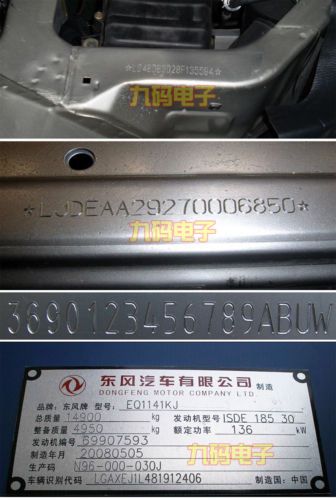 九码电子
*LJDEAA29270006850*
九码电子
3690123456789ABUW
九码电子
东风汽车有限公司 制造
DONGFENG MOTOR COMPANY LTD.
品牌 东风牌 型号: EQ1141KJ
总质量 14900 kg 发动机型号 ISDE 185 30
整备质量 4950 kg 额定功率 136 kW
发动机编号 69907593
制造年月 20080505
生产码 N96-000-030J
车辆识别代码 LGAXEJ1L481912406 制造国:中国